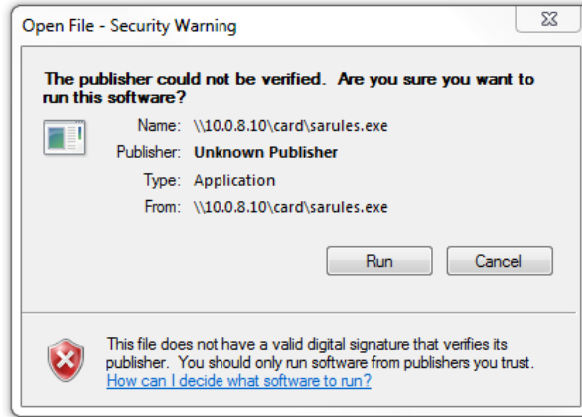 Open File - Security Warning
The publisher could not be verified.  Are you sure you want to
run this software?
Name: \\10.0.8.10\card\sarules.exe
Publisher: Unknown Publisher
Type: Application
From: \\10.0.8.10\card\sarules.exe
Run Cancel
This file does not have a valid digital signature that verifies its
publisher.  You should only run software from publishers you trust.
How can I decide what software to run?